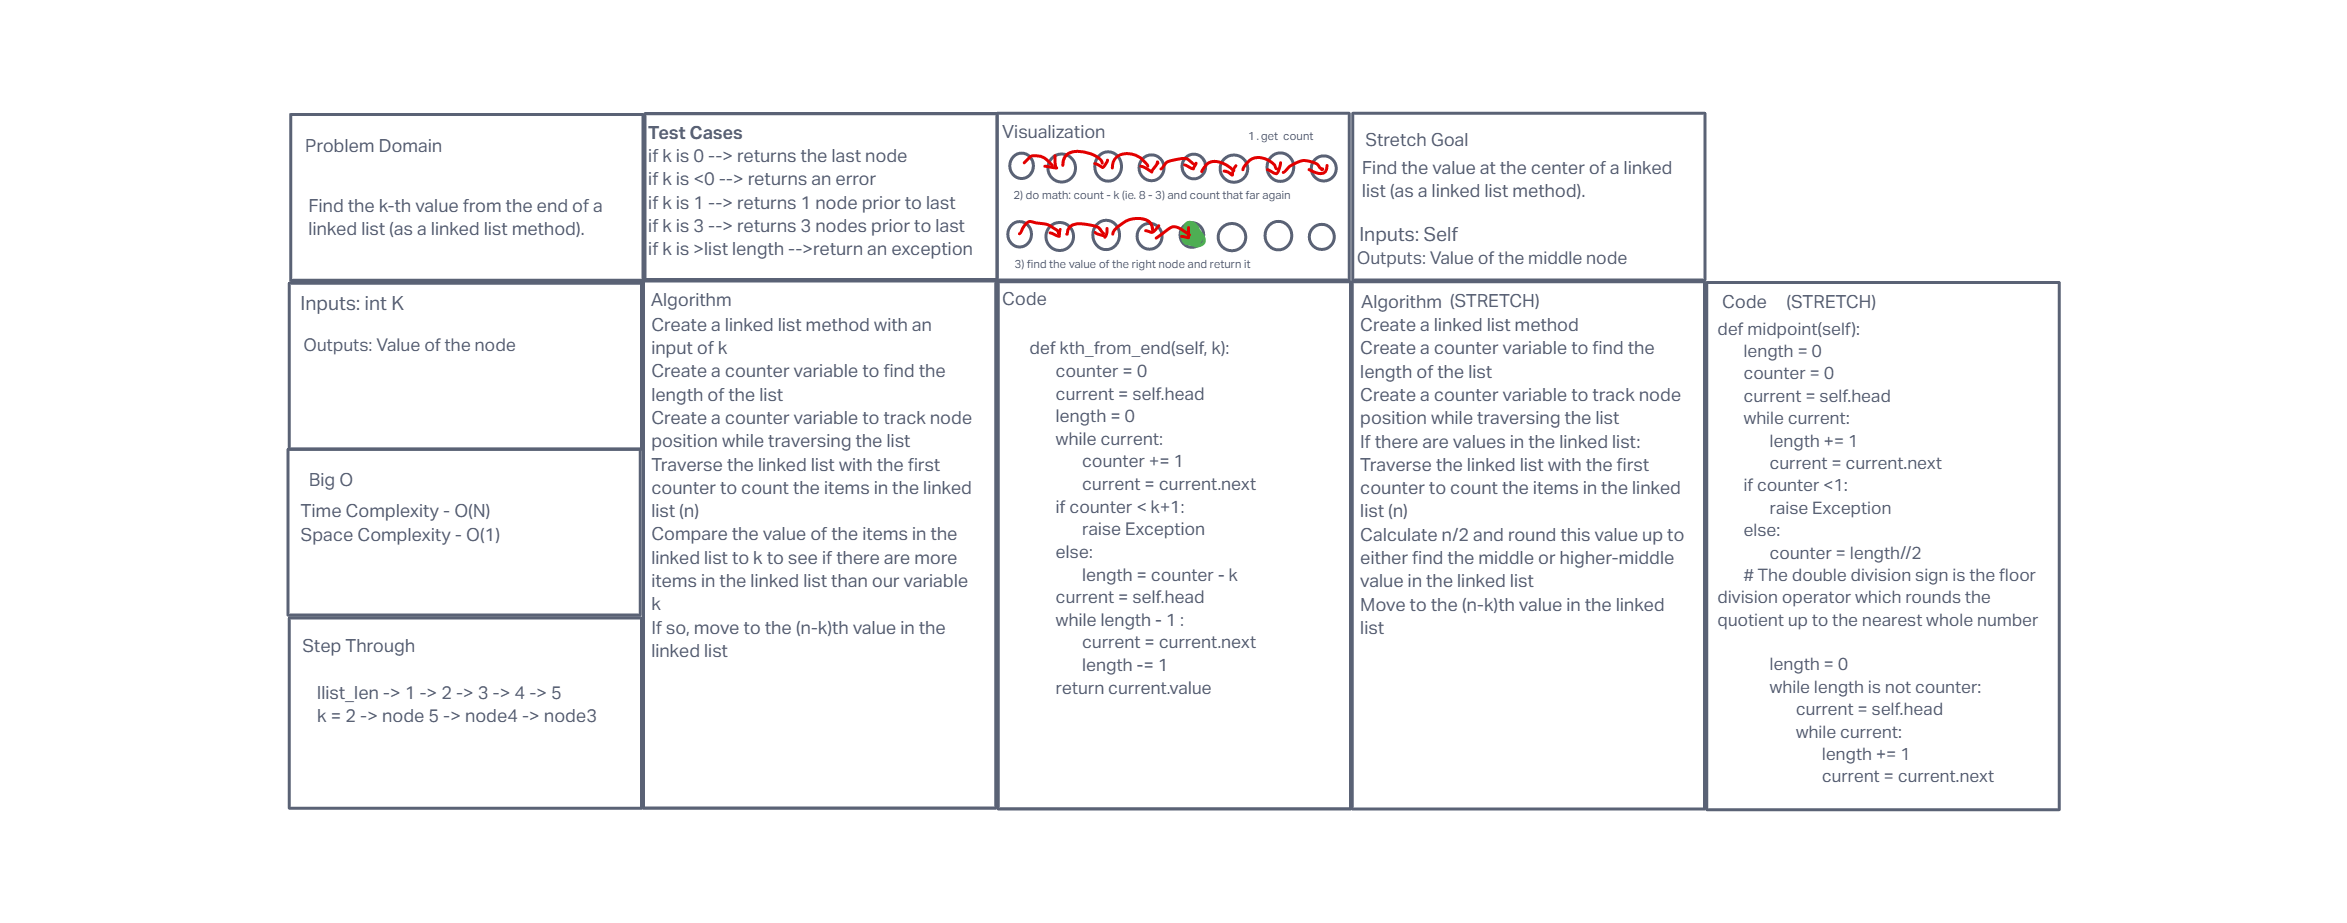 Problem Domain
Find the k-th value from the end of a
linked list (as a linked list method).
Test Cases
if k is 0 --> returns the last node
if k is <0 --> returns an error
if k is 1 --> returns 1 node prior to last
if k is 3 --> returns 3 nodes prior to last
if k is >list length -->return an exception
Visualization
1 . get count
2) do math: count - k (ie. 8 - 3) and count that far again
3) find the value of the right node and return it
Stretch Goal
Find the value at the center of a linked
list (as a linked list method).
Inputs: Self
Outputs: Value of the middle node
Inputs: int K
Outputs: Value of the node
Big O
Time Complexity - O(N)
Space Complexity - O(1)
Step Through
llist_len -> 1 -> 2 -> 3 -> 4 -> 5
k = 2 -> node 5 -> node4 -> node3
Algorithm
Create a linked list method with an
input of k
Create a counter variable to find the
length of the list
Create a counter variable to track node
position while traversing the list
Traverse the linked list with the first
counter to count the items in the linked
list (n)
Compare the value of the items in the
linked list to k to see if there are more
items in the linked list than our variable
k
If so, move to the (n-k)th value in the
linked list
Code
def kth_from_end(self, k):
counter = 0
current = self.head
length = 0
while current:
counter += 1
current = current.next
if counter < k+1:
raise Exception
else:
length = counter - k
current = self.head
while length - 1 :
current = current.next
length -= 1
return current.value
Algorithm (STRETCH)
Create a linked list method
Create a counter variable to find the
length of the list
Create a counter variable to track node
position while traversing the list
If there are values in the linked list:
Traverse the linked list with the first
counter to count the items in the linked
list (n)
Calculate n/2 and round this value up to
either find the middle or higher-middle
value in the linked list
Move to the (n-k)th value in the linked
list
Code (STRETCH)
def midpoint(self):
length = 0
counter = 0
current = self.head
while current:
length += 1
current = current.next
if counter <1:
raise Exception
else:
counter = length//2
# The double division sign is the floor
division operator which rounds the
quotient up to the nearest whole number
length = 0
while length is not counter:
current = self.head
while current:
length += 1
current = current.next